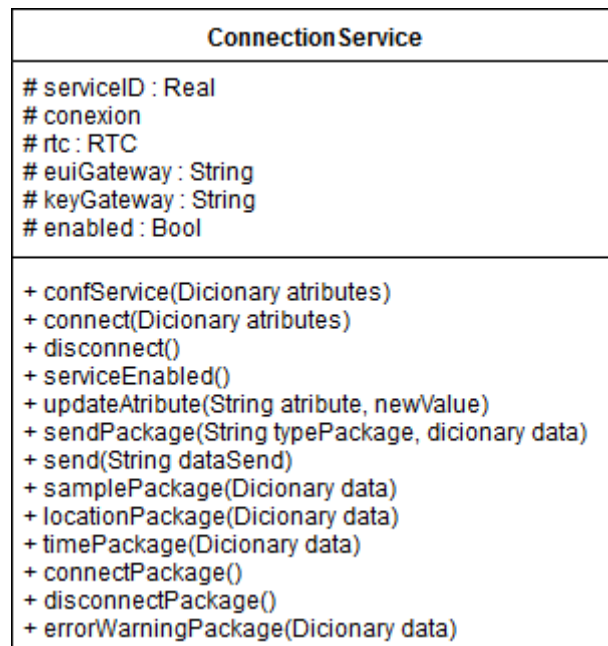 ConnectionService
# serviceID : Real
# conexion
# rtc : RTC
# euiGateway : String
# keyGateway : String
# enabled : Bool
+ confService(Dicionary atributes)
+ connect(Dicionary atributes)
+ disconnect()
+ serviceEnabled()
+ updateAtribute(String atribute, newValue)
+ sendPackage(String typePackage, dicionary data)
+ send(String dataSend)
+ samplePackage(Dicionary data)
+ locationPackage(Dicionary data)
+ timePackage(Dicionary data)
+ connectPackage()
+ disconnectPackage()
+ errorWarningPackage(Dicionary data)